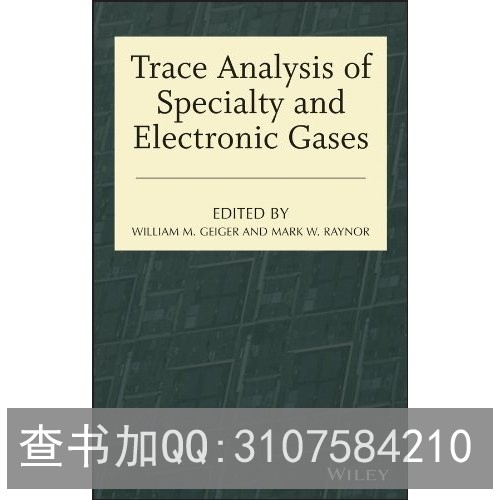 Trace Analysis of
Specialty and
Electronic Gases
EDITED BY
WILLIAM M. GEIGER AND MARK W. RAYNOR
查书加QQ:3107584210
WILEY